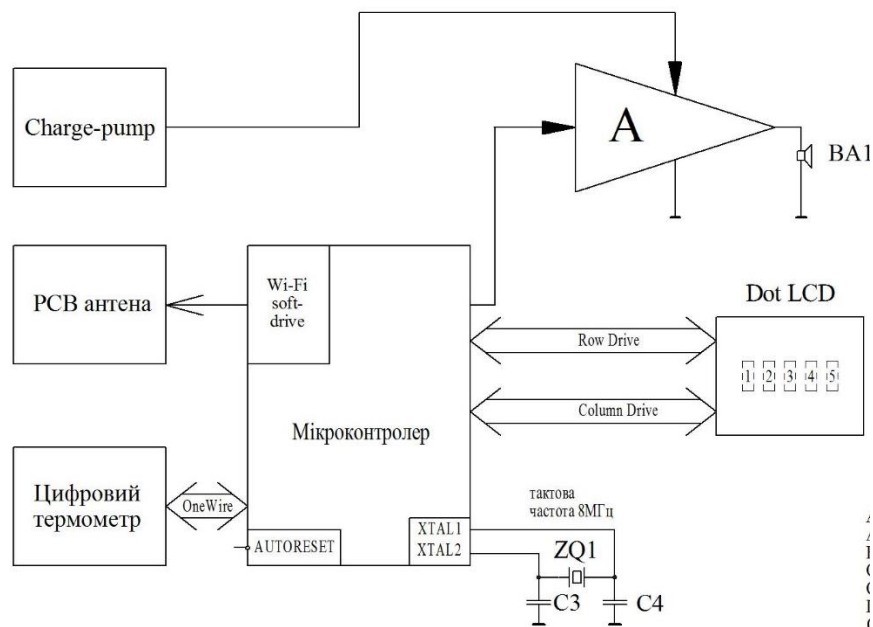 Charge-pump
A
BA1
PCB антена
Wi-Fi
soft-
drive
Dot LCD
Row Drive
1 2 3 4 5
Column Drive
Мікроконтролер
Цифровий
термометр
OneWire
тактова
частота 8МГц
AUTORESET
XTAL1
XTAL2
ZQ1
C3
C4